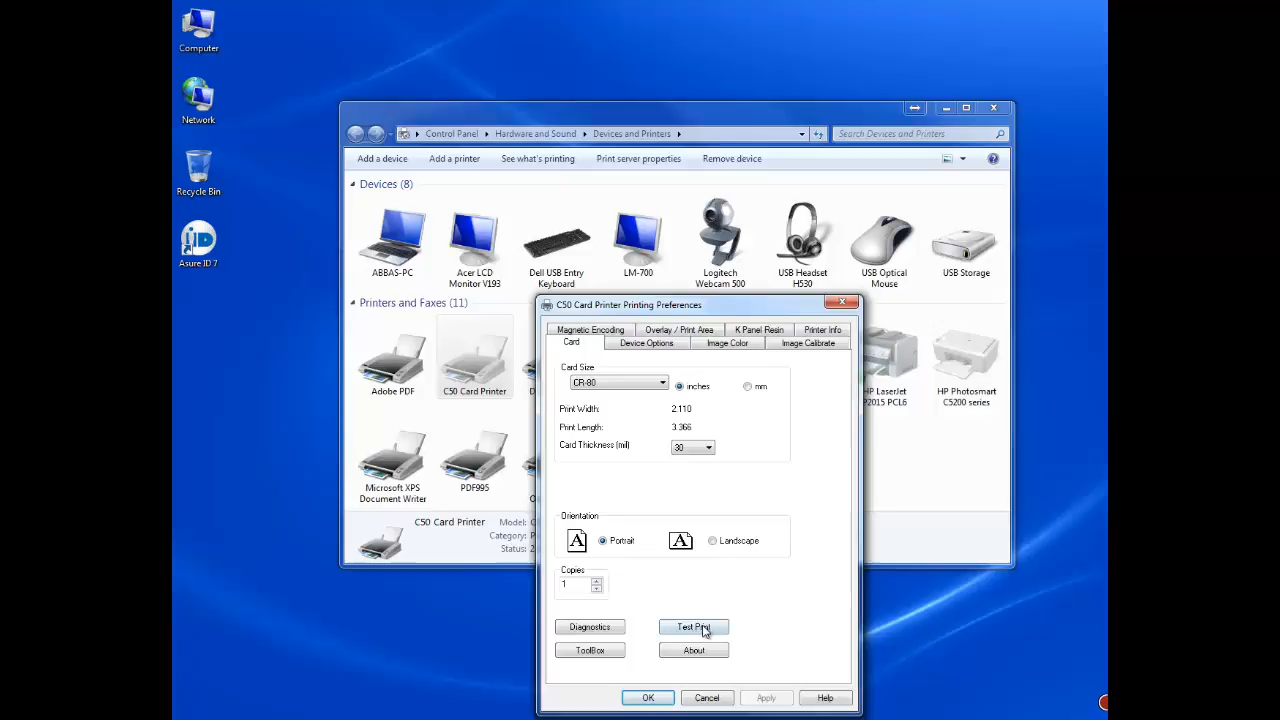 Computer
Network
Recycle Bin
Asure ID 7
Control Panel
Hardware and Sound
Devices and Printers
Search Devices and Printers
Add a device
Add a printer
See what's printing
Print server properties
Remove device
Devices (8)
ABBAS-PC
Acer LCD
Monitor V193
Dell USB Entry
Keyboard
LM-700
Logitech
Webcam 500
USB Headset
H530
USB Optical
Mouse
USB Storage
Printers and Faxes (11)
Adobe PDF
C50 Card Printer
HP LaserJet
P2015 PCL6
HP Photosmart
C5200 series
Microsoft XPS
Document Writer
PDF995
C50 Card Printer
Model:
Category:
Status:
C50 Card Printer Printing Preferences
Magnetic Encoding
Overlay / Print Area
K Panel Resin
Printer Info
Card
Device Options
Image Color
Image Calibrate
Card Size
CR-80
inches
mm
Print Width:
2.110
Print Length:
3.366
Card Thickness (mil)
30
Orientation
A
Portrait
A
Landscape
Copies
1
Diagnostics
Test Print
ToolBox
About
OK
Cancel
Apply
Help